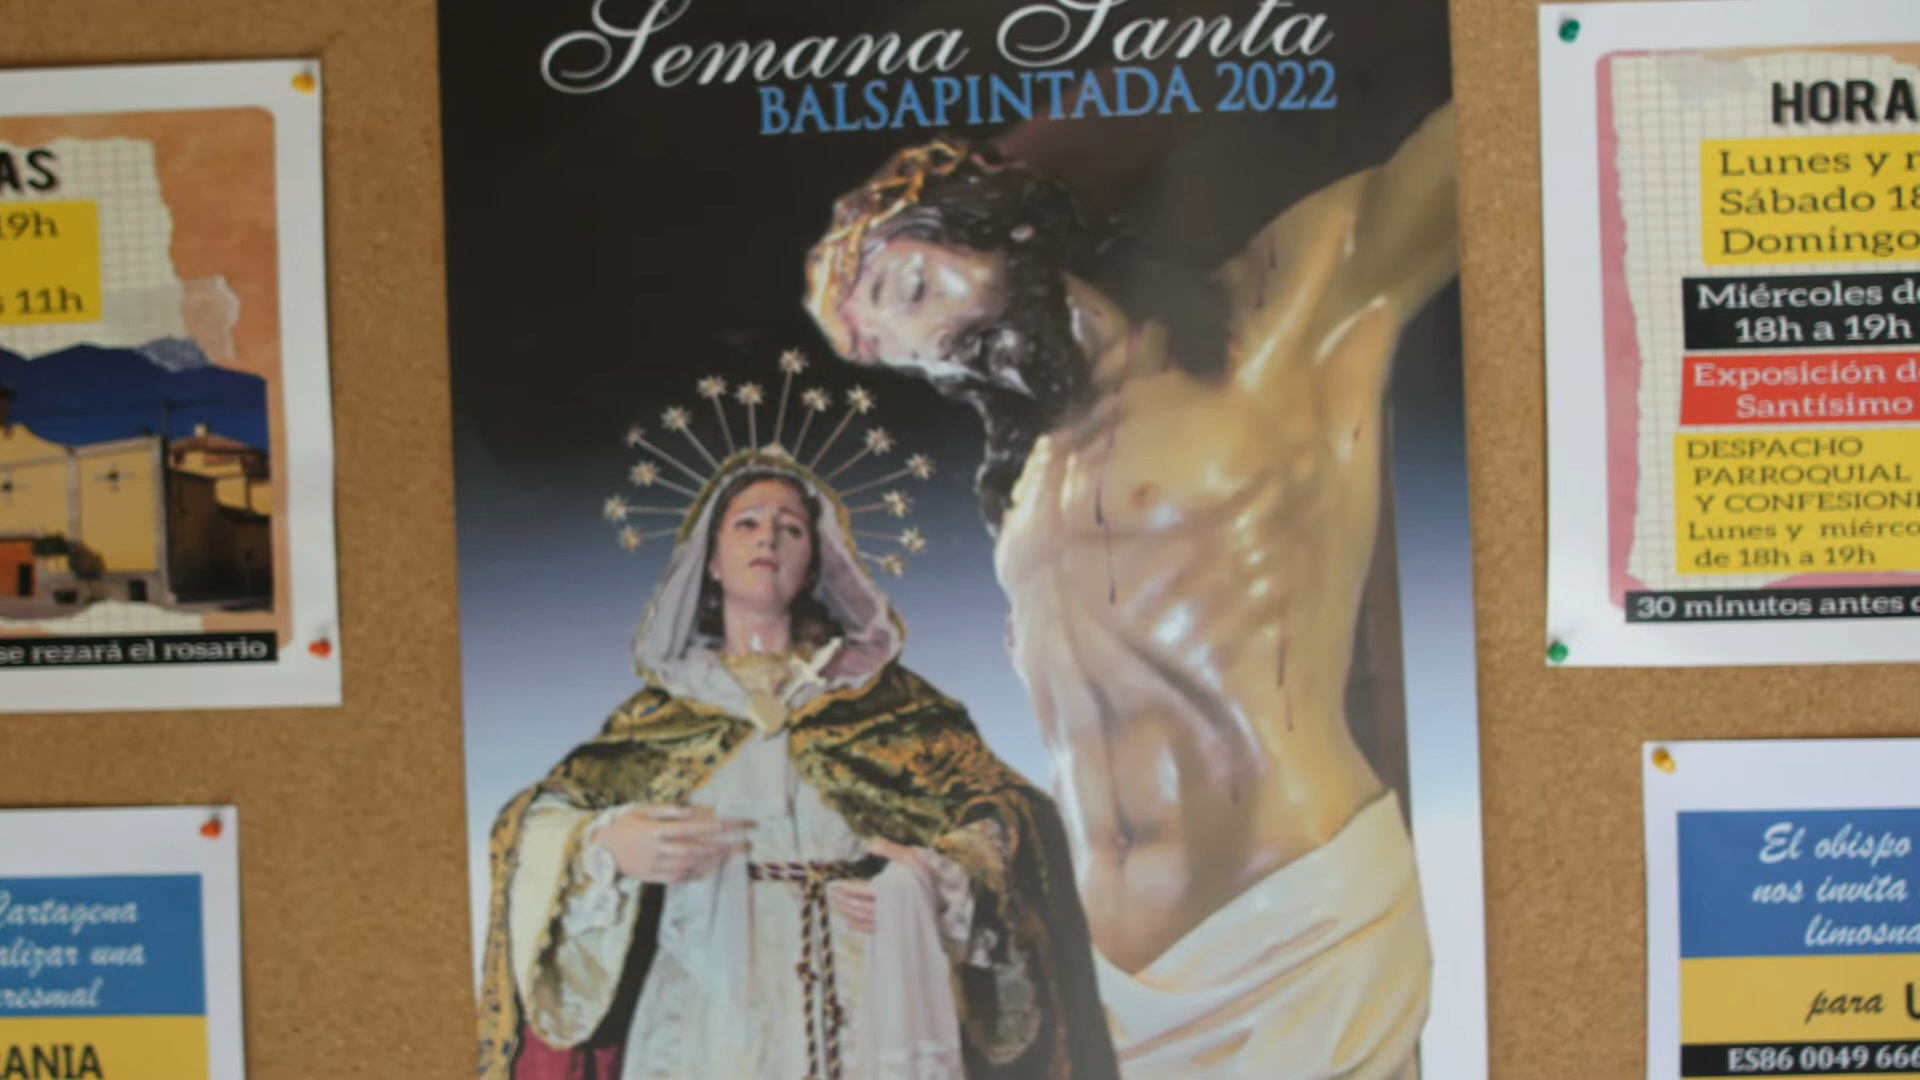 Semana Santa
BALSAPINTADA 2022
AS
19h
11h
se rezará el rosario
Cartagena
una
ANIA
HORA
Lunes y
Sábado 18
Domingo
Miércoles de
18h a 19h
Exposición de
Santísimo
DESPACHO
PARROQUIAL
Y CONFESION
Lunes y miérco
de 18h a 19h
30 minutos antes
El obispo
nos invita
limosna
para U
ES86 0049 666